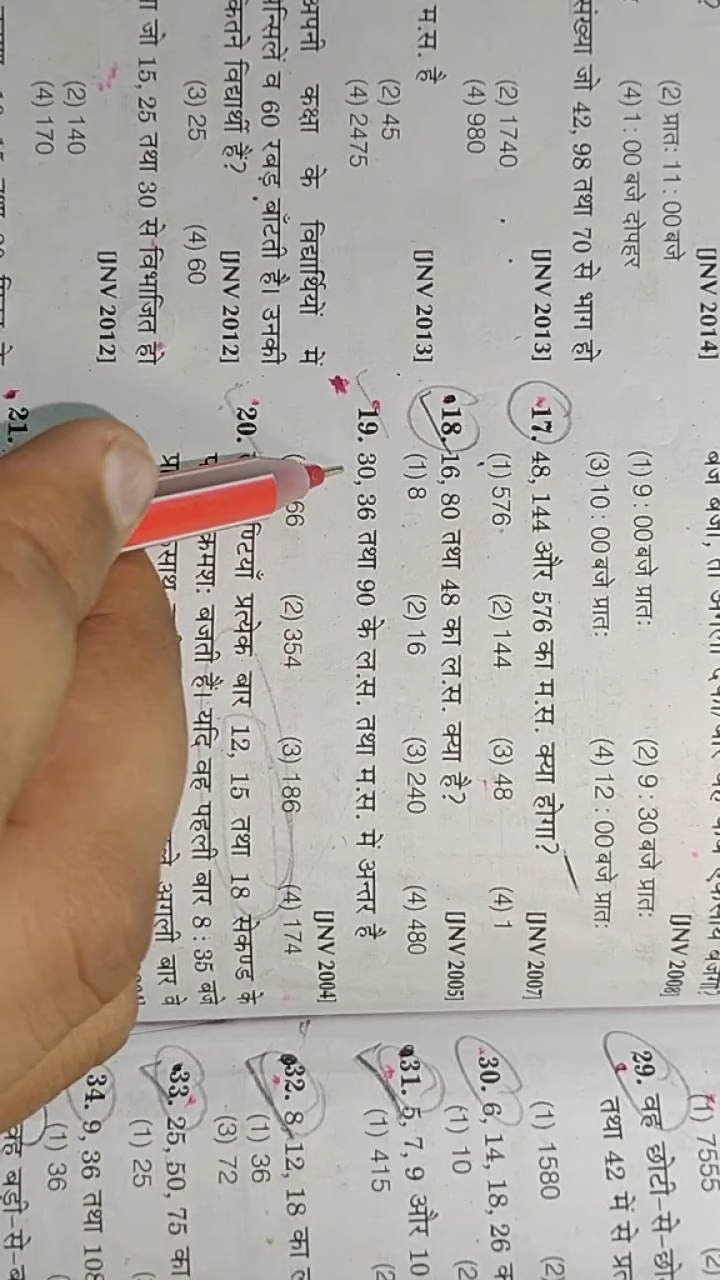 [JNV 2014]
(2) प्रातः 11 : 00 बजे
(4) 1 : 00 बजे दोपहर
संख्या जो 42, 98 तथा 70 से भाग हो
[JNV 2013]
(2) 1740
(4) 980
म.स. है
[JNV 2013]
(2) 45
(4) 2475
अपनी कक्षा के विद्यार्थियों में
न्सिलें व 60 रबड़ बाँटती है। उनकी
कितने विद्यार्थी हैं?
[JNV 2012]
(3) 25 (4) 60
जो 15, 25 तथा 30 से विभाजित हो
[JNV 2012]
(2) 140
(4) 170
[JNV 2008]
(1) 9 : 00 बजे प्रातः (2) 9 : 30 बजे प्रातः
(3) 10 : 00 बजे प्रातः (4) 12 : 00 बजे प्रातः
17. 48, 144 और 576 का म.स. क्या होगा?
[JNV 2007]
(1) 576 (2) 144 (3) 48 (4) 1
18. 16, 80 तथा 48 का ल.स. क्या है?
[JNV 2005]
(1) 8 (2) 16 (3) 240 (4) 480
19. 30, 36 तथा 90 के ल.स. तथा म.स. में अन्तर है
[JNV 2004]
66 (2) 354 (3) 186 (4) 174
20. ण्टियाँ प्रत्येक बार 12, 15 तथा 18 सेकण्ड के
क्रमशः बजती हैं। यदि वह पहली बार 8 : 35 बजे
अगली बार वे
21.
(1) 7555 (2)
29. वह छोटी-से-छो
तथा 42 में से प्रत
(1) 1580 (2)
30. 6, 14, 18, 26 क
(1) 10 (2
31. 5, 7, 9 और 10
(1) 415 (2
32. 8, 12, 18 का ल
(1) 36
(3) 72
33. 25, 50, 75 का
(1) 25
34. 9, 36 तथा 108
(1) 36
वह बड़ी-से-ब